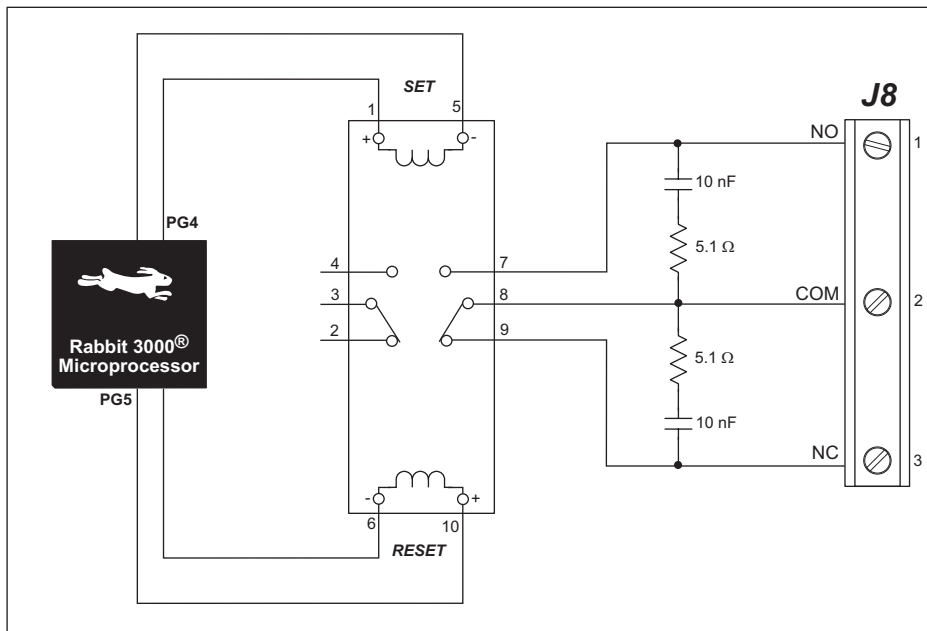 SET
J8
1
5
+
-
NO
1
10 nF
PG4
5.1 Ω
4
7
COM
3
8
2
2
9
Rabbit 3000®
Microprocessor
5.1 Ω
PG5
10 nF
NC
3
-
+
6
10
RESET